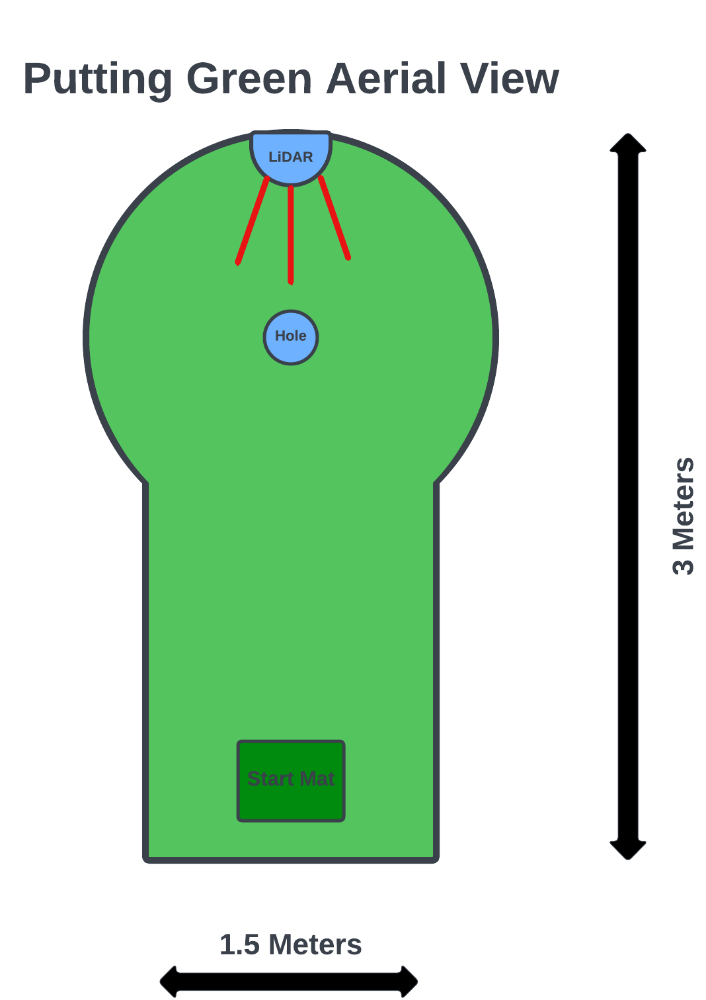 Putting Green Aerial View
LiDAR
Hole
3 Meters
Start Mat
1.5 Meters